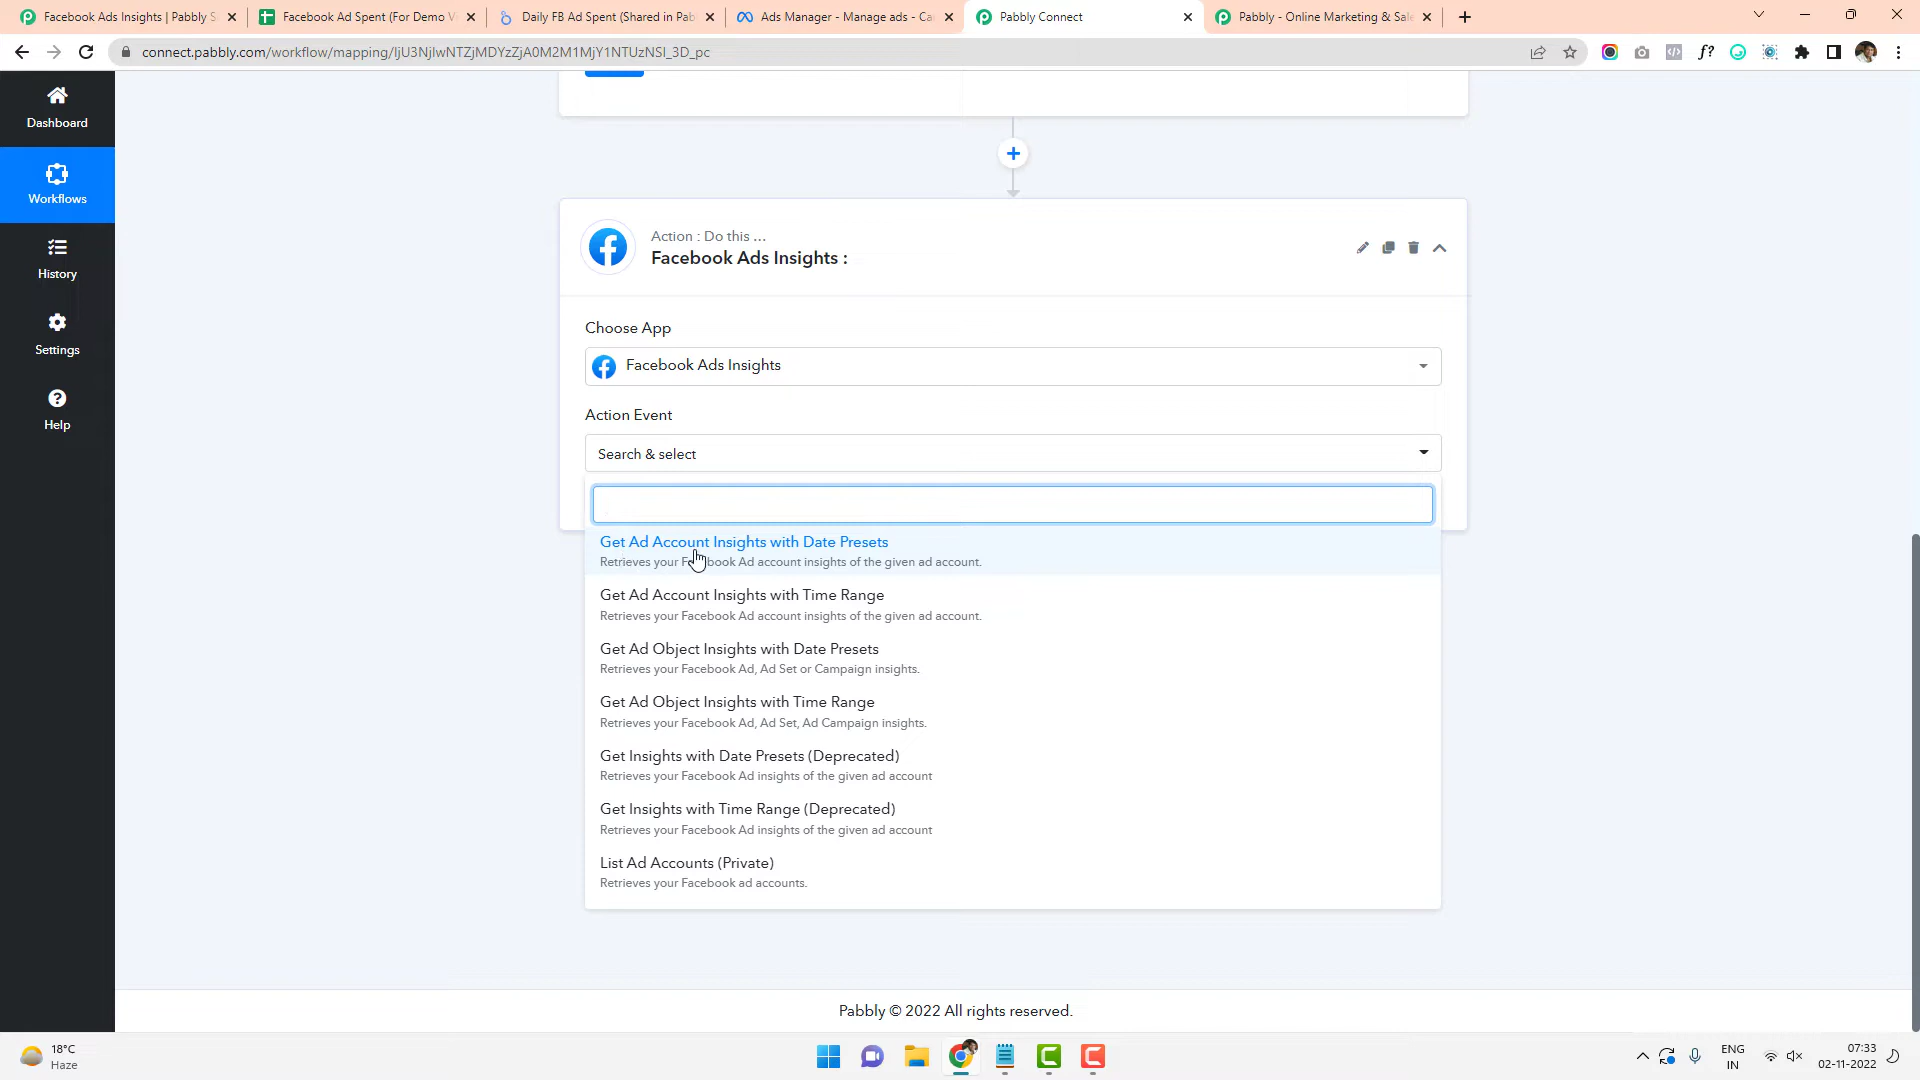 Facebook Ads Insights | Pabbly S
Facebook Ad Spent (For Demo Vi
Daily FB Ad Spent (Shared in Pab
Ads Manager - Manage ads - Ca
Pabbly Connect
Pabbly - Online Marketing & Sale
connect.pabbly.com/workflow/mapping/IjU3NjIwNTZjMDYzZjA0M2M1MjY1NTUzNSI_3D_pc
Dashboard
Workflows
History
Settings
Help
Action : Do this ...
Facebook Ads Insights :
Choose App
Facebook Ads Insights
Action Event
Search & select
Get Ad Account Insights with Date Presets
Retrieves your Facebook Ad account insights of the given ad account.
Get Ad Account Insights with Time Range
Retrieves your Facebook Ad account insights of the given ad account.
Get Ad Object Insights with Date Presets
Retrieves your Facebook Ad, Ad Set or Campaign insights.
Get Ad Object Insights with Time Range
Retrieves your Facebook Ad, Ad Set, Ad Campaign insights.
Get Insights with Date Presets (Deprecated)
Retrieves your Facebook Ad insights of the given ad account
Get Insights with Time Range (Deprecated)
Retrieves your Facebook Ad insights of the given ad account
List Ad Accounts (Private)
Retrieves your Facebook ad accounts.
Pabbly © 2022 All rights reserved.
18°C
Haze
ENG
IN
07:33
02-11-2022